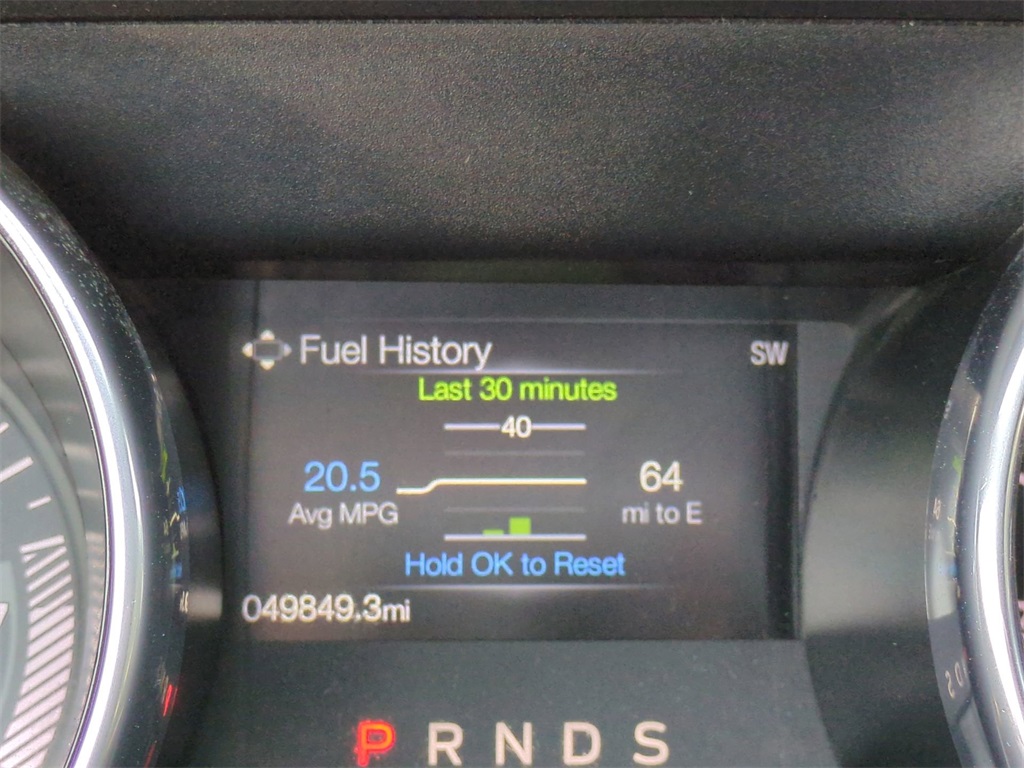 Fuel History SW
Last 30 minutes
40
20.5 64
Avg MPG mi to E
Hold OK to Reset
049849.3mi
P R N D S